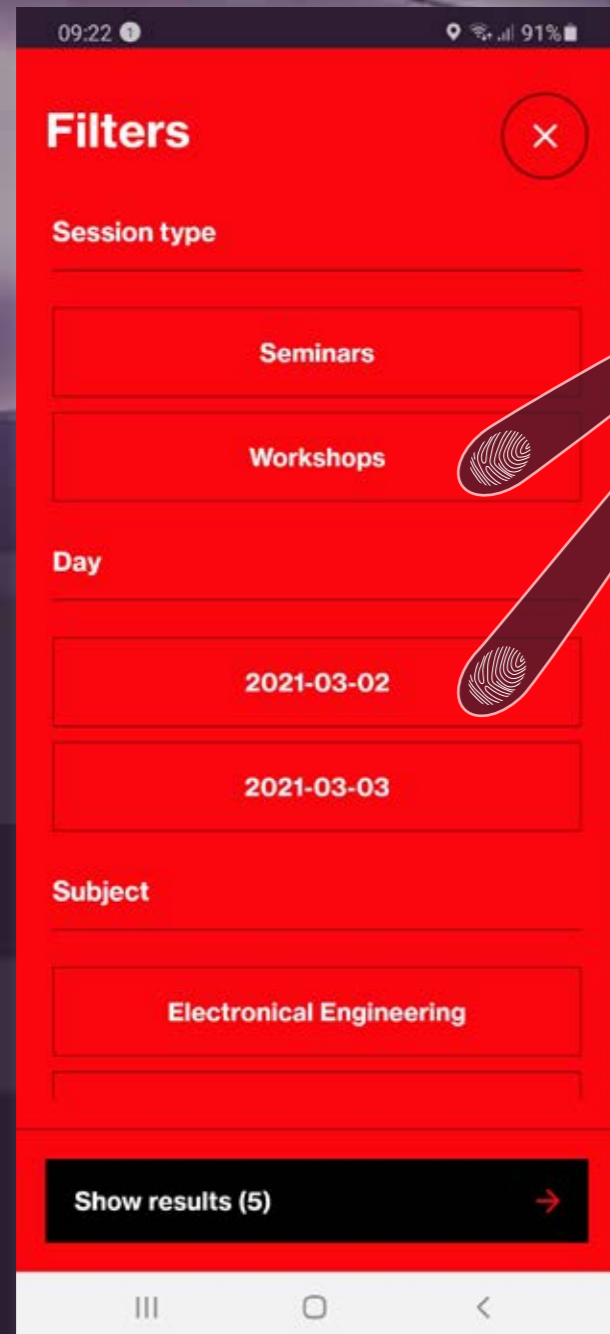 09:22 1 91%
Filters
Session type
Seminars
Workshops
Day
2021-03-02
2021-03-03
Subject
Electronical Engineering
Show results (5)